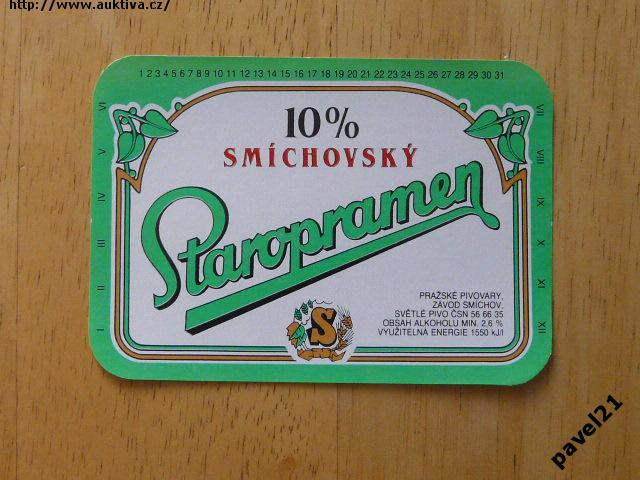 http://www.auktiva.cz/
1 2 3 4 5 6 7 8 9 10 11 12 13 14 15 16 17 18 19 20 21 22 23 24 25 26 27 28 29 30 31
10%
SMÍCHOVSKÝ
Staropramen
PRAŽSKÉ PIVOVARY,
ZÁVOD SMÍCHOV,
SVĚTLÉ PIVO ČSN 56 66 35
OBSAH ALKOHOLU MIN. 2,6 %
VYUŽITELNÁ ENERGIE 1550 kJ/l
S
I II III IV V VI
VII VIII IX X XI XII
pavel21